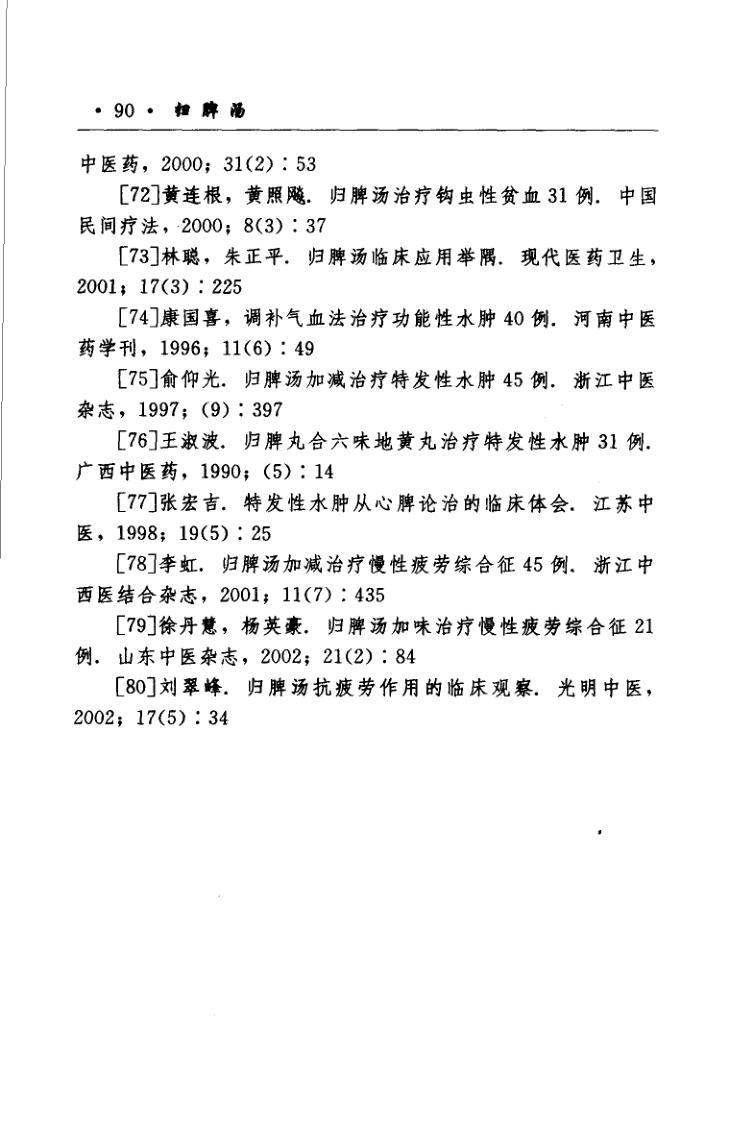 · 90 · 归脾汤
中医药，2000；31(2)∶53
[72]黄连根，黄照飚．归脾汤治疗钩虫性贫血 31 例．中国
民间疗法，2000；8(3)∶37
[73]林聪，朱正平．归脾汤临床应用举隅．现代医药卫生，
2001；17(3)∶225
[74]康国喜，调补气血法治疗功能性水肿 40 例．河南中医
药学刊，1996；11(6)∶49
[75]俞仰光．归脾汤加减治疗特发性水肿 45 例．浙江中医
杂志，1997；(9)∶397
[76]王淑波．归脾丸合六味地黄丸治疗特发性水肿 31 例．
广西中医药，1990；(5)∶14
[77]张宏吉．特发性水肿从心脾论治的临床体会．江苏中
医，1998；19(5)∶25
[78]李虹．归脾汤加减治疗慢性疲劳综合征 45 例．浙江中
西医结合杂志，2001；11(7)∶435
[79]徐丹慧，杨英豪．归脾汤加味治疗慢性疲劳综合征 21
例．山东中医杂志，2002；21(2)∶84
[80]刘翠峰．归脾汤抗疲劳作用的临床观察．光明中医，
2002；17(5)∶34